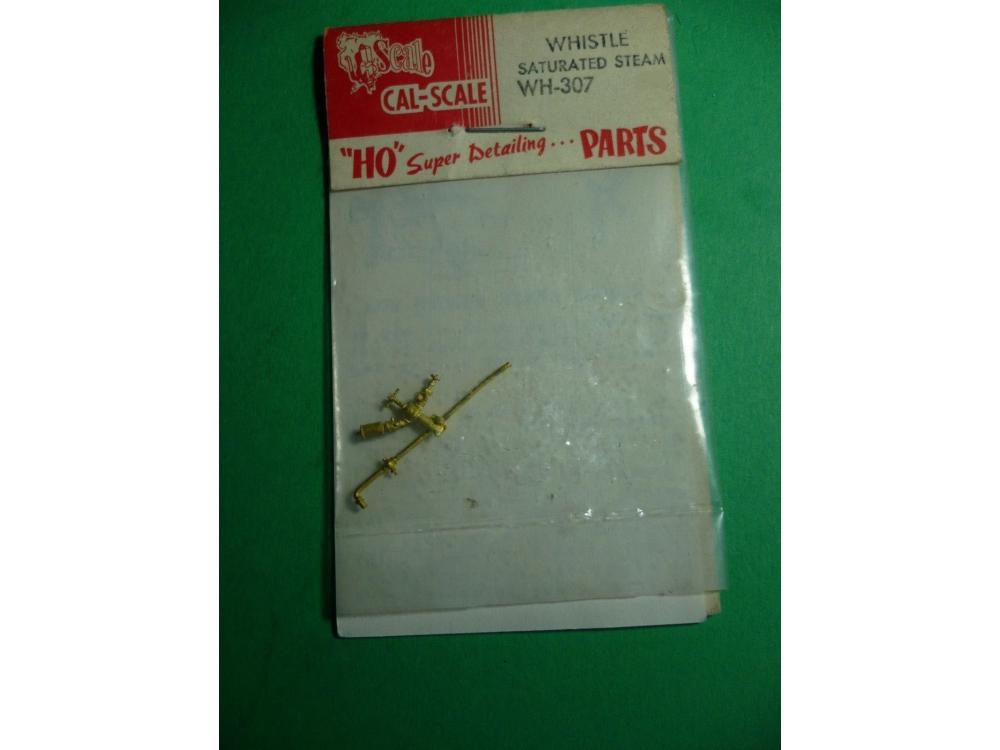 Scale
CAL-SCALE
WHISTLE
SATURATED STEAM
WH-307
"HO" Super Detailing... PARTS